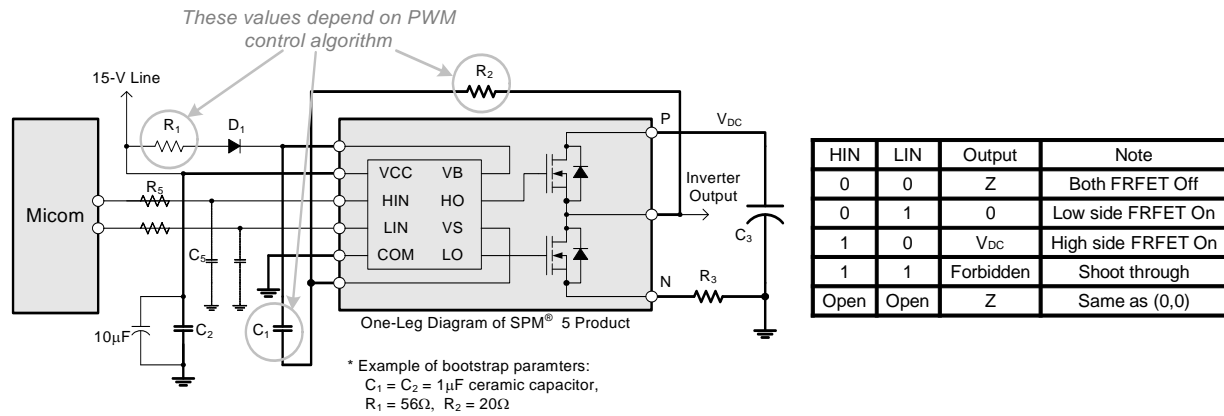 These values depend on PWM
control algorithm
R2
15-V Line
R1
D1
P
VDC
VCC
VB
R5
HIN
HO
Inverter
Output
Micom
LIN
VS
C5
COM
LO
C3
N
R3
10μF
C2
C1
One-Leg Diagram of SPM® 5 Product
* Example of bootstrap paramters:
C1 = C2 = 1μF ceramic capacitor,
R1 = 56Ω, R2 = 20Ω
HIN LIN Output Note
0 0 Z Both FRFET Off
0 1 0 Low side FRFET On
1 0 VDC High side FRFET On
1 1 Forbidden Shoot through
Open Open Z Same as (0,0)